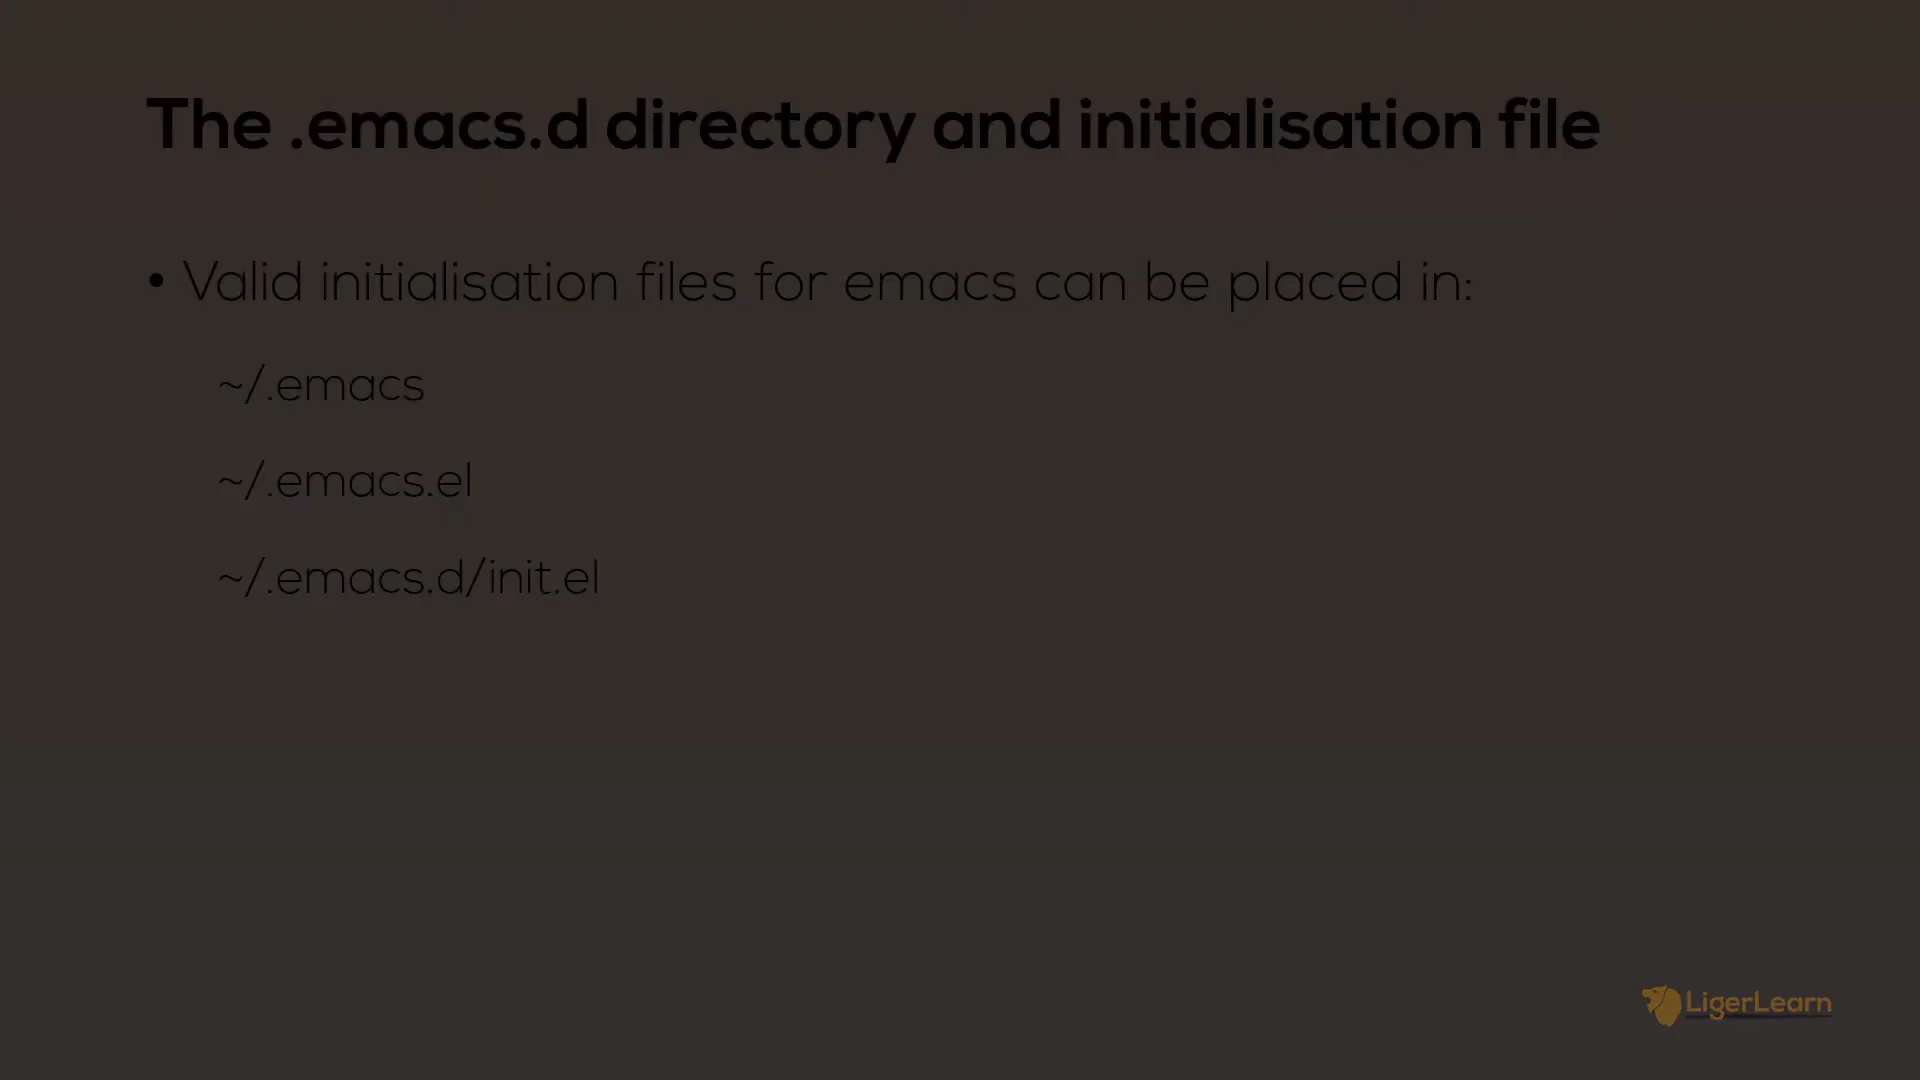 The .emacs.d directory and initialisation file
• Valid initialisation files for emacs can be placed in:
~/.emacs
~/.emacs.el
~/.emacs.d/init.el
LigerLearn